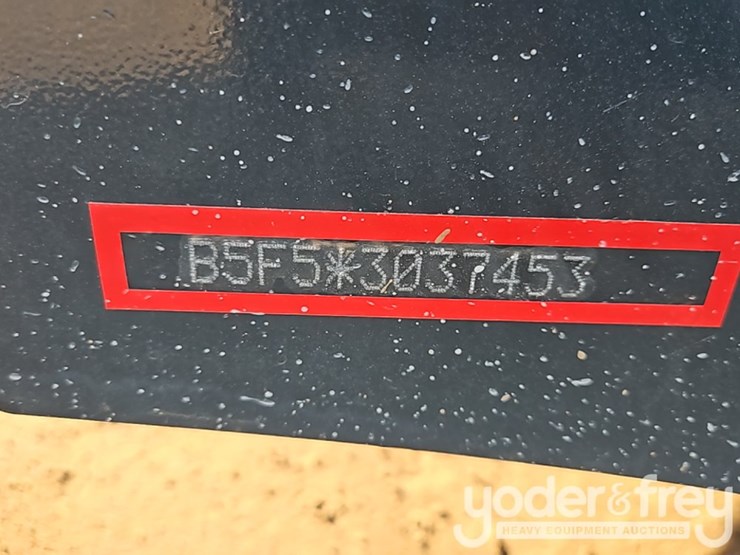 B5F5*3037453
yoder&frey
HEAVY EQUIPMENT AUCTIONS